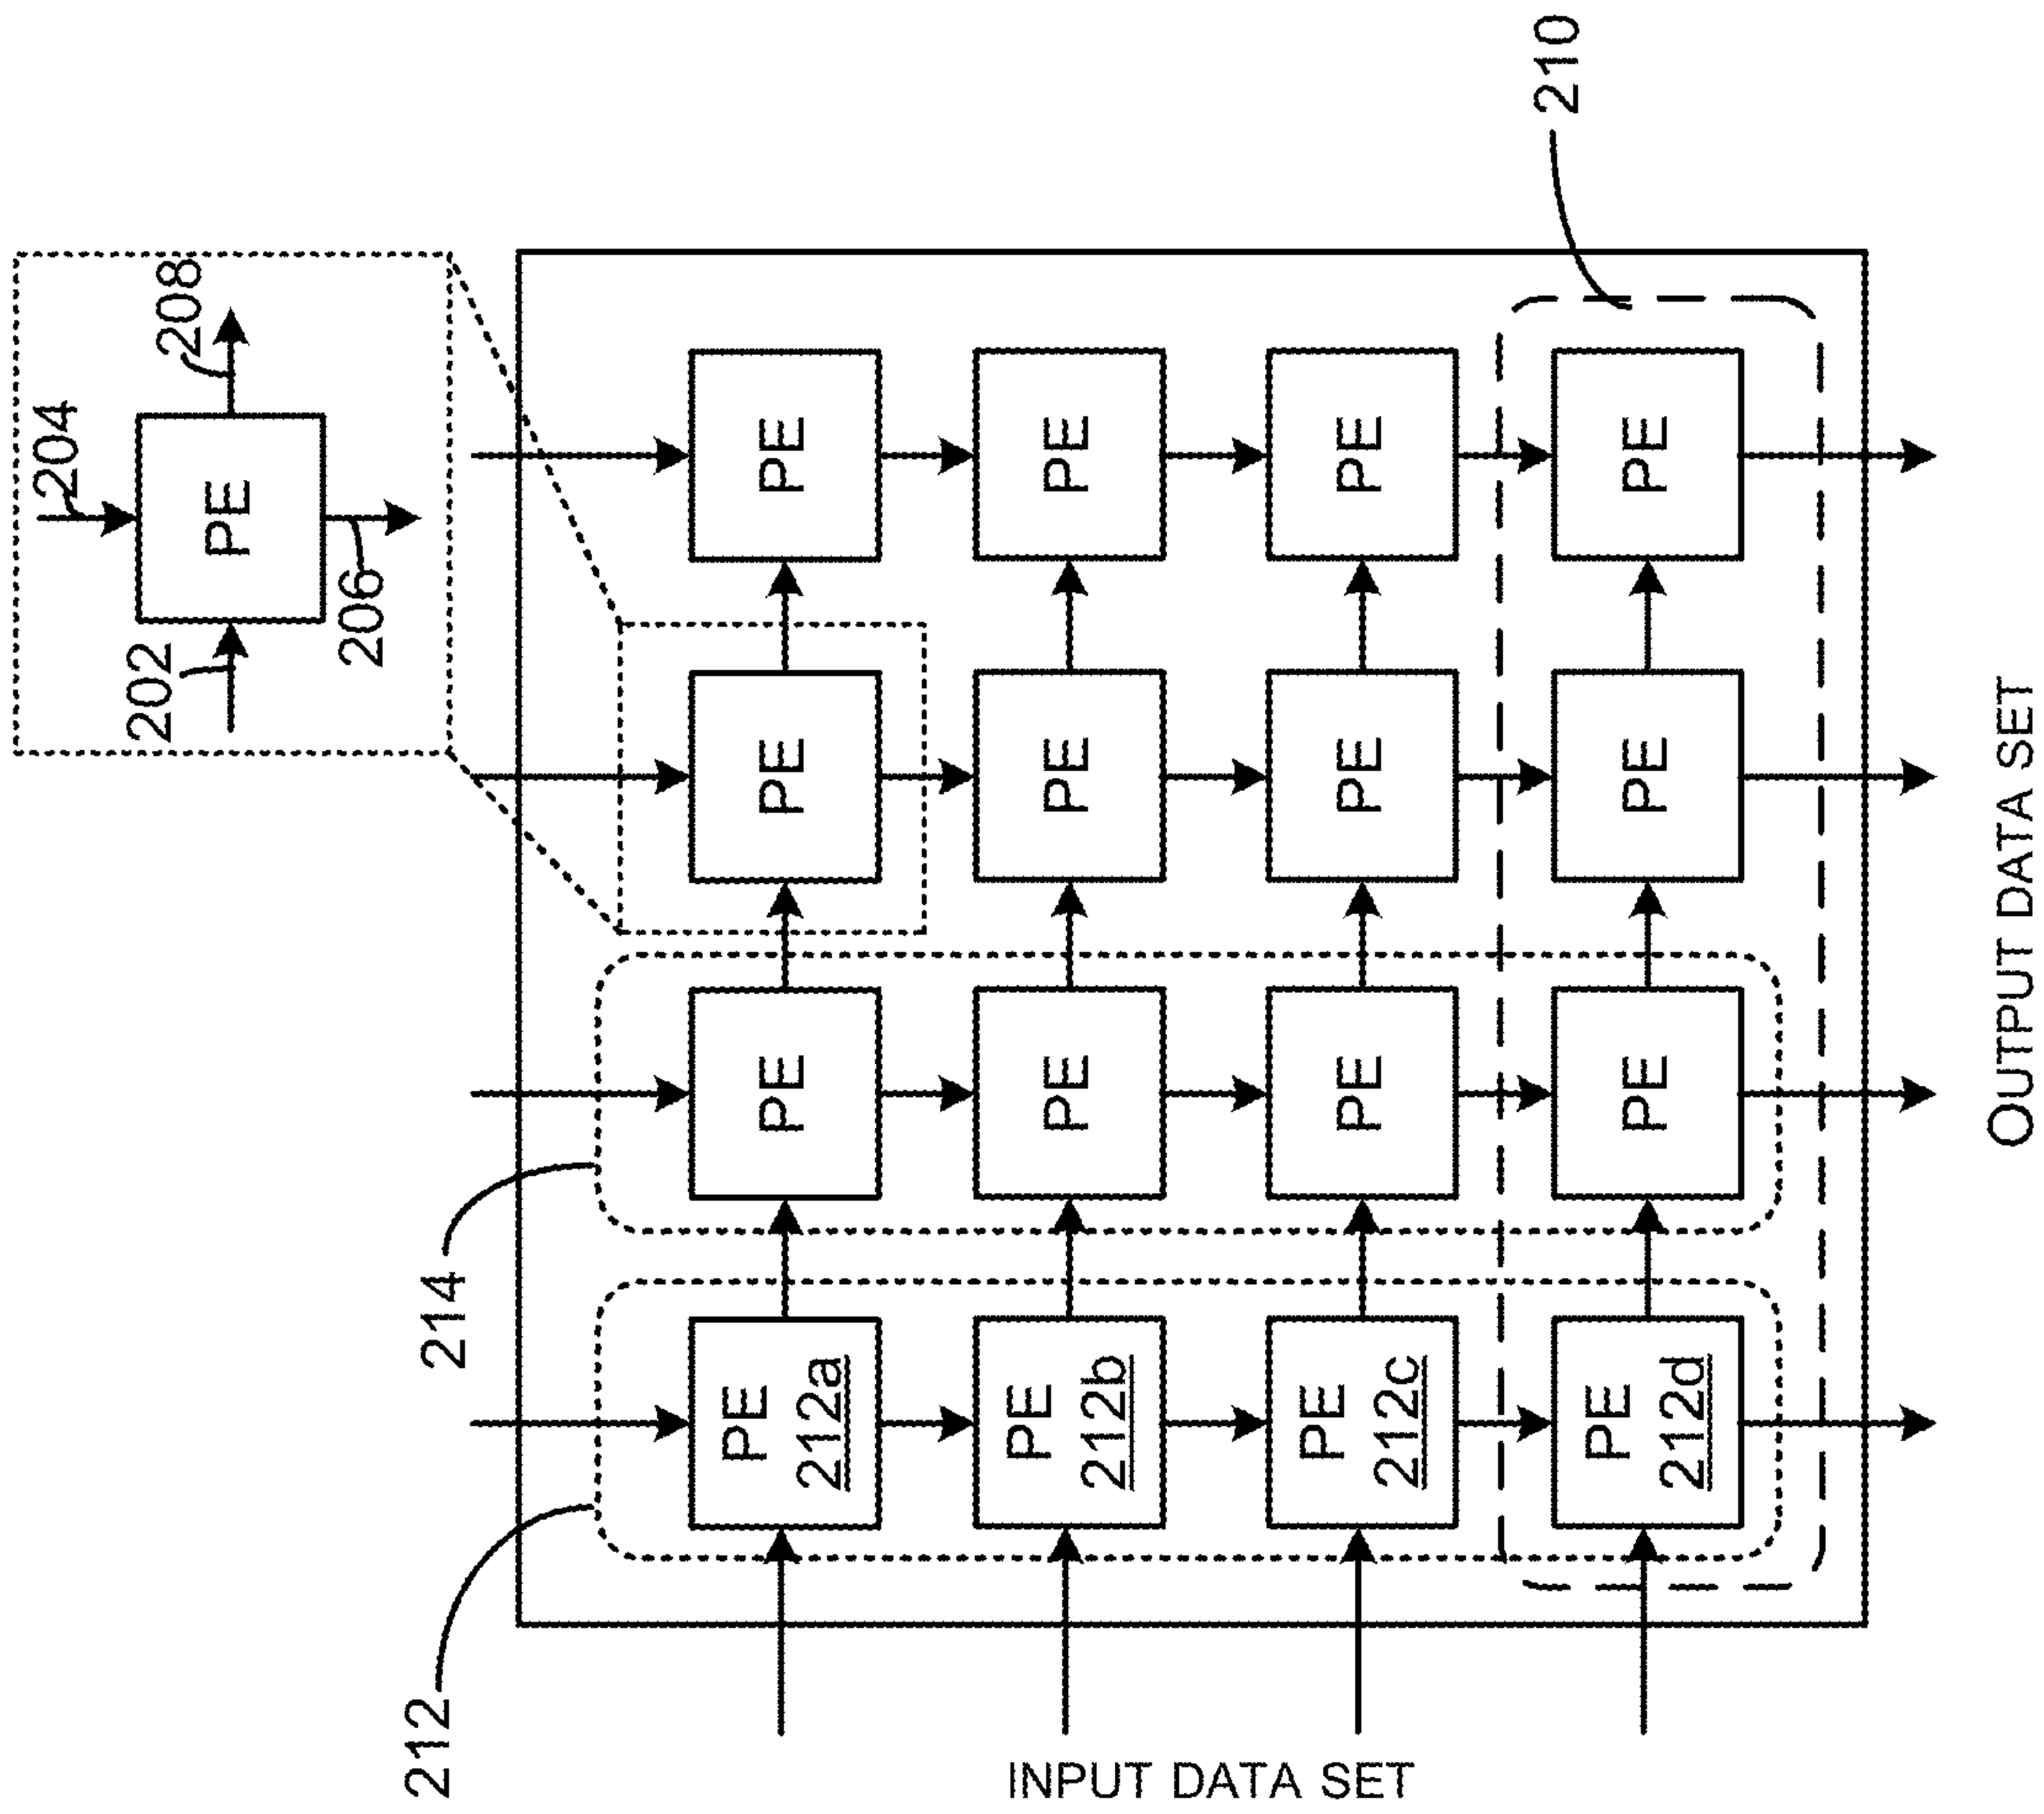 204
208
202
PE
206
210
214
212
PE
PE
PE
PE
PE
PE
PE
PE
PE
PE
PE
PE
PE
212a
PE
212b
PE
212c
PE
212d
INPUT DATA SET
OUTPUT DATA SET